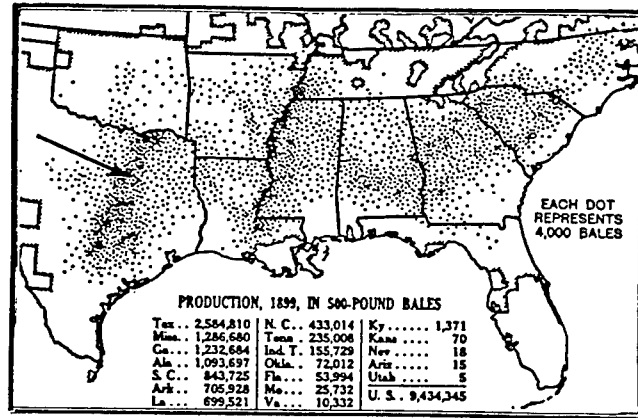 EACH DOT
REPRESENTS
4,000 BALES
PRODUCTION, 1899, IN 500-POUND BALES
Tex.. 2,584,810
Miss.. 1,286,680
Ga... 1,232,684
Ala.. 1,093,697
S. C.. 843,725
Ark.. 705,928
La... 699,521
N. C.. 433,014
Tenn. 235,008
Ind. T. 155,729
Okla.. 72,012
Fla... 53,994
Mo... 25,732
Va... 10,332
Ky...... 1,371
Kans.... 70
Nev..... 18
Ariz..... 15
Utah.... 5
U. S.. 9,434,345